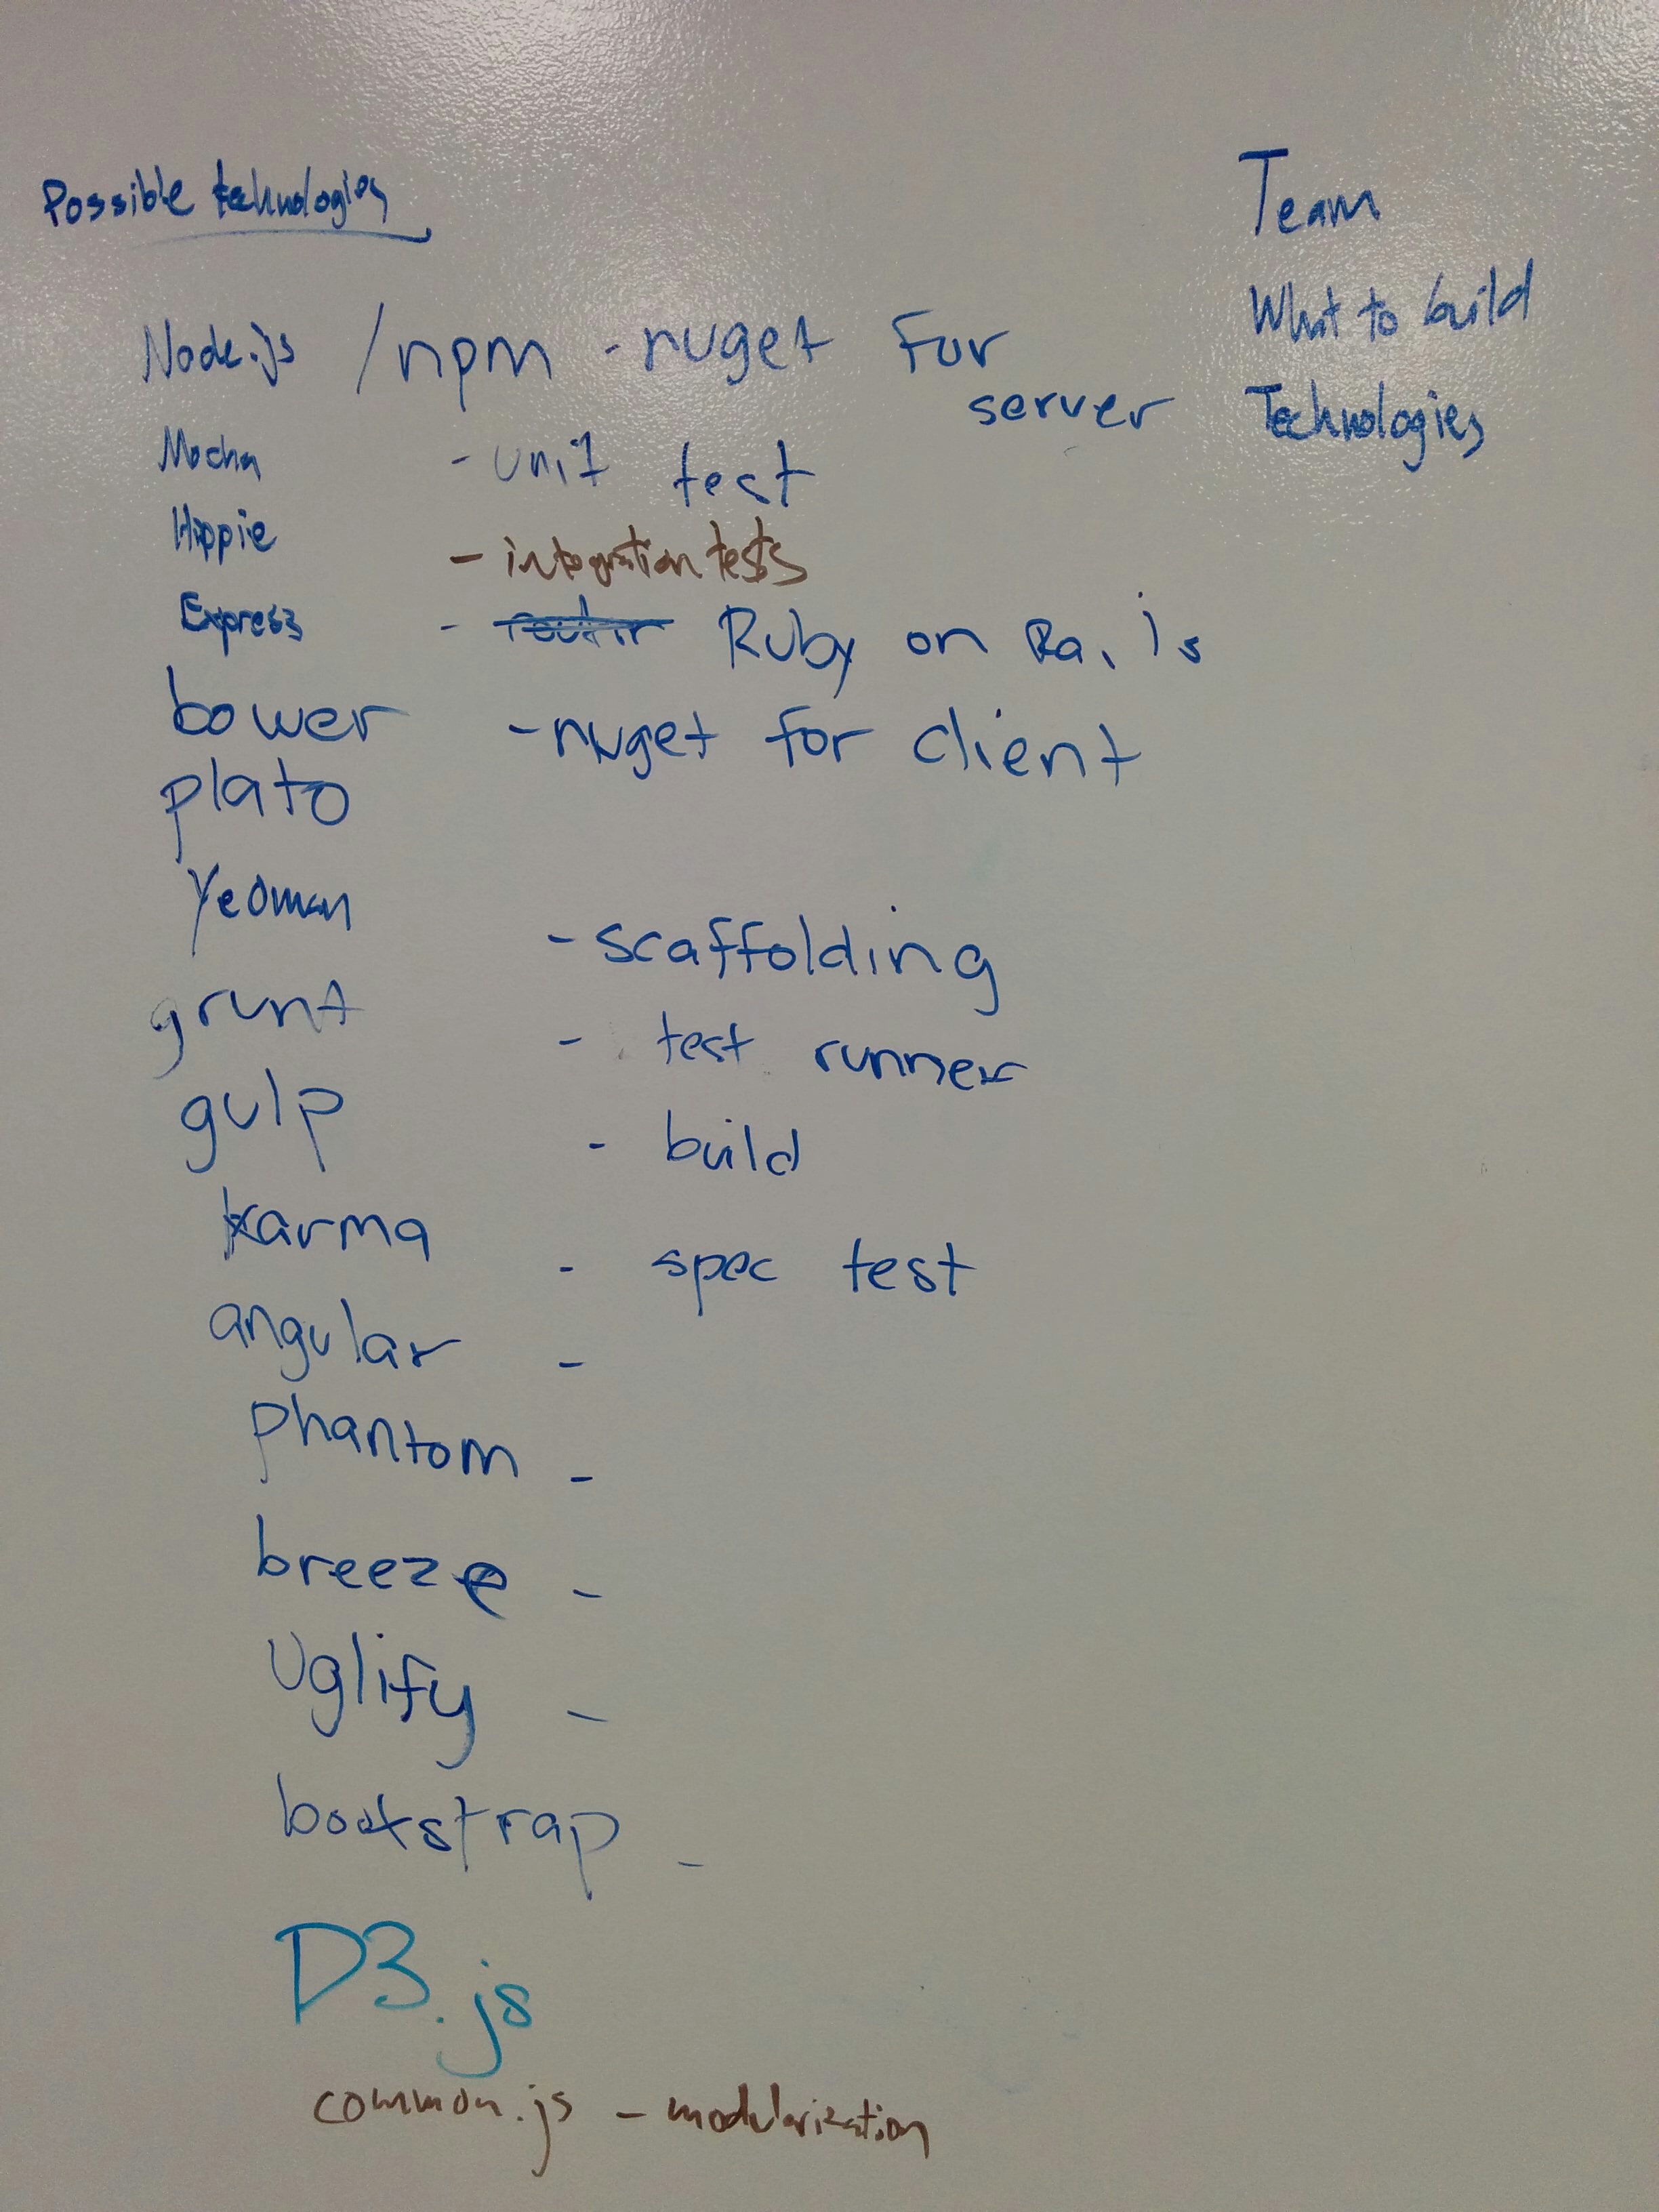 Possible technologies
Node.js /npm - nuget for
server
Mocha - unit test
Hippie - integration tests
Express - Ruby on Rails
bower - nuget for client
plato
Yeoman - scaffolding
grunt - test runner
gulp - build
karma - spec test
angular -
phantom -
breeze -
Uglify -
bootstrap -
D3.js
common.js - modularization
Team
What to build
Technologies